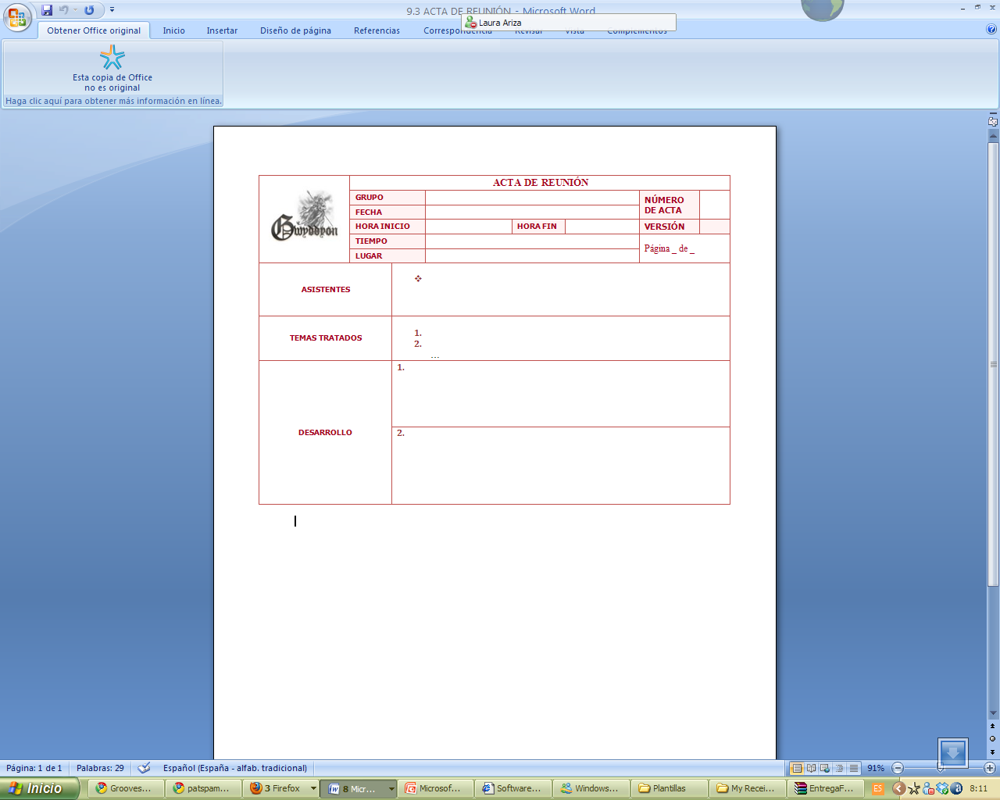 9.3 ACTA DE REUNIÓN - Microsoft Word
Laura Ariza
Obtener Office original
Inicio
Insertar
Diseño de página
Referencias
Correspondencia
Revisar
Vista
Complementos
Esta copia de Office
no es original
Haga clic aquí para obtener más información en línea.
Gwyddyon
ACTA DE REUNIÓN
GRUPO
NÚMERO
DE ACTA
FECHA
HORA INICIO
HORA FIN
VERSIÓN
TIEMPO
Página _ de _
LUGAR
ASISTENTES
TEMAS TRATADOS
1.
2.
...
DESARROLLO
1.
2.
Página: 1 de 1
Palabras: 29
Español (España - alfab. tradicional)
91%
Inicio
Grooves...
patspam...
3 Firefox
8 Micr...
Microsof...
Software...
Windows...
Plantillas
My Recei...
EntregaF...
ES
8:11